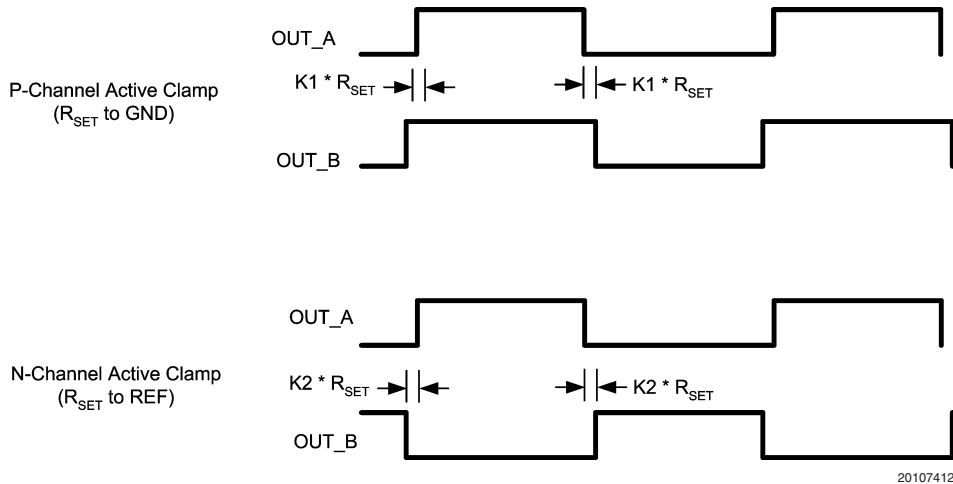 OUT_A
P-Channel Active Clamp
(RSET to GND)
K1 * RSET
K1 * RSET
OUT_B
OUT_A
N-Channel Active Clamp
(RSET to REF)
K2 * RSET
K2 * RSET
OUT_B
20107412